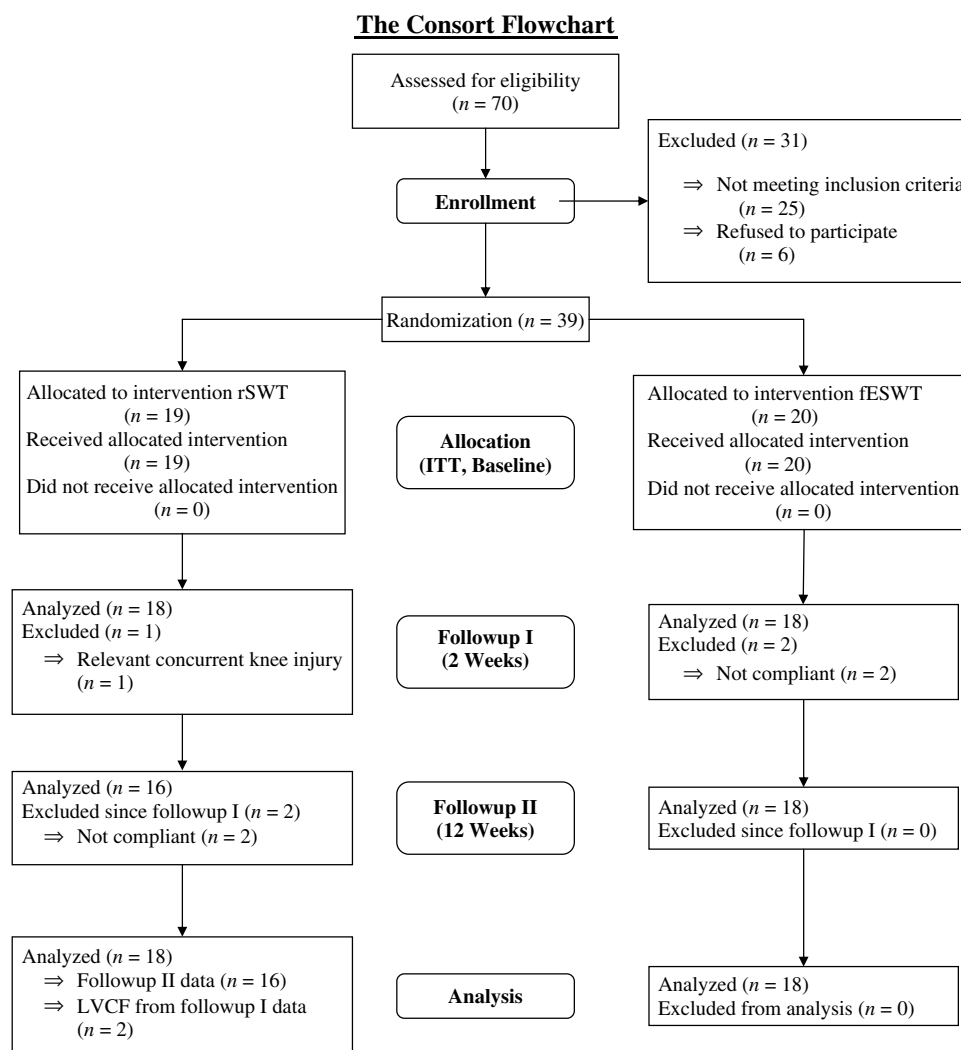 The Consort Flowchart
Assessed for eligibility
(n = 70)
Excluded (n = 31)
⇒ Not meeting inclusion criteria
(n = 25)
⇒ Refused to participate
(n = 6)
Enrollment
Randomization (n = 39)
Allocated to intervention rSWT
(n = 19)
Received allocated intervention
(n = 19)
Did not receive allocated intervention
(n = 0)
Allocation
(ITT, Baseline)
Allocated to intervention fESWT
(n = 20)
Received allocated intervention
(n = 20)
Did not receive allocated intervention
(n = 0)
Analyzed (n = 18)
Excluded (n = 1)
⇒ Relevant concurrent knee injury
(n = 1)
Followup I
(2 Weeks)
Analyzed (n = 18)
Excluded (n = 2)
⇒ Not compliant (n = 2)
Analyzed (n = 16)
Excluded since followup I (n = 2)
⇒ Not compliant (n = 2)
Followup II
(12 Weeks)
Analyzed (n = 18)
Excluded since followup I (n = 0)
Analyzed (n = 18)
⇒ Followup II data (n = 16)
⇒ LVCF from followup I data
(n = 2)
Analysis
Analyzed (n = 18)
Excluded from analysis (n = 0)